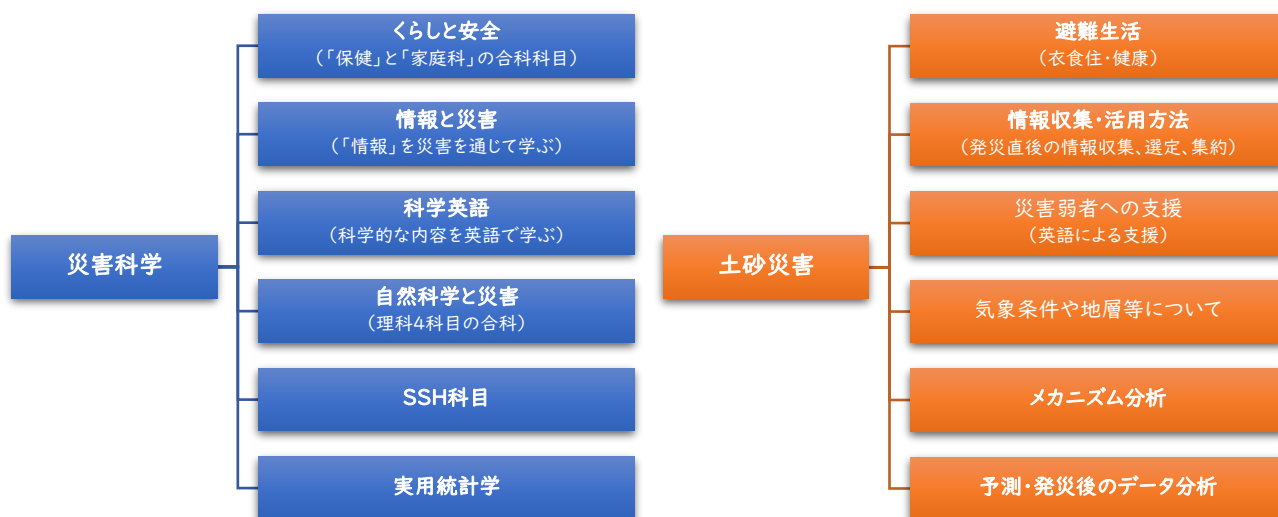 災害科学
くらしと安全
(「保健」と「家庭科」の合科科目)
情報と災害
(「情報」を災害を通じて学ぶ)
科学英語
(科学的な内容を英語で学ぶ)
自然科学と災害
(理科4科目の合科)
SSH科目
実用統計学
土砂災害
避難生活
(衣食住・健康)
情報収集・活用方法
(発災直後の情報収集、選定、集約)
災害弱者への支援
(英語による支援)
気象条件や地層等について
メカニズム分析
予測・発災後のデータ分析